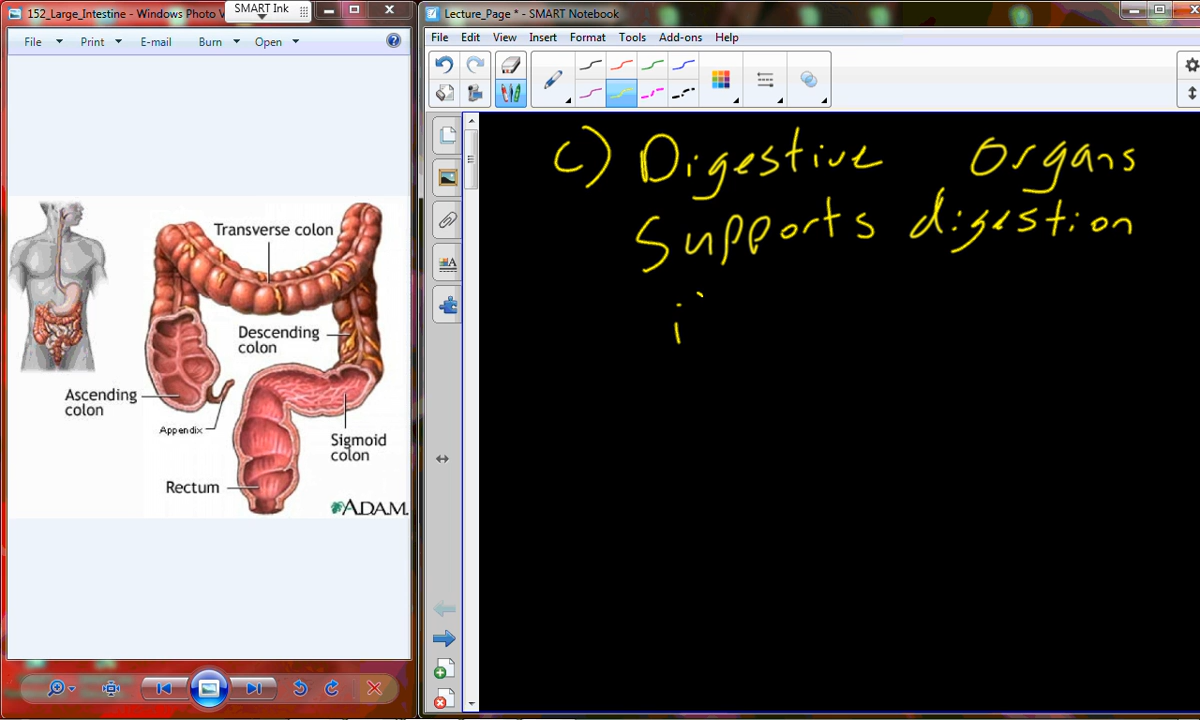 152_Large_Intestine - Windows Photo V
SMART Ink
File Print E-mail Burn Open
Transverse colon
Descending
colon
Ascending
colon
Appendix
Sigmoid
colon
Rectum
ADAM.
Lecture_Page * - SMART Notebook
File Edit View Insert Format Tools Add-ons Help
c) Digestive Organs
Supports digestion
i